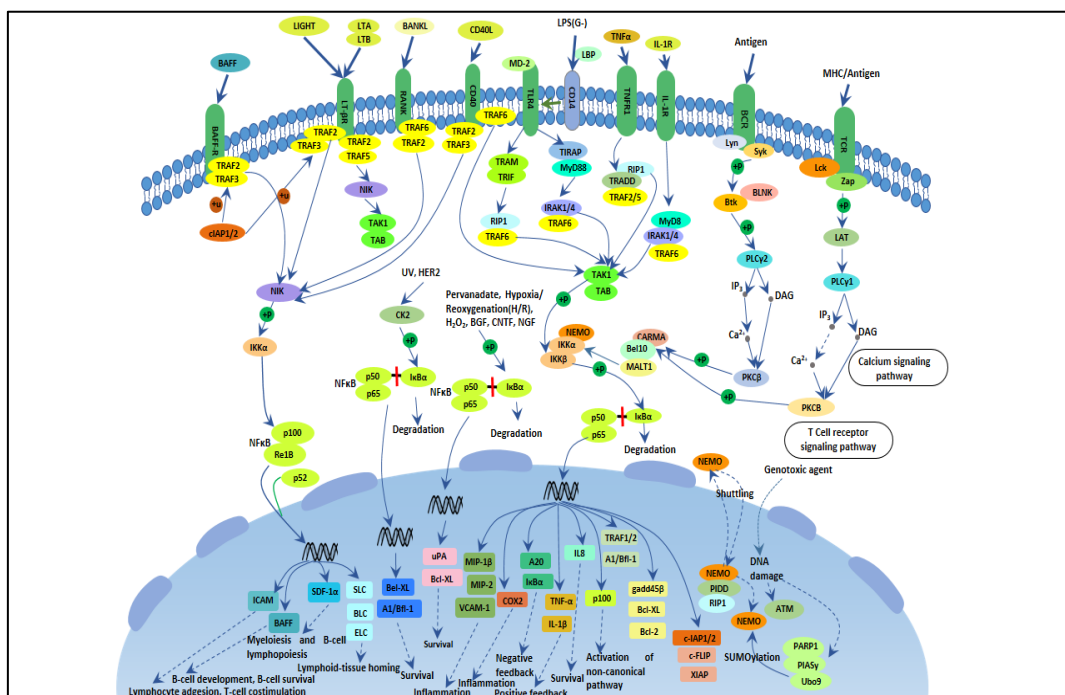 LIGHT
LTA
LTB
BANKL
CD40L
LPS(G-)
TNFα
IL-1R
Antigen
MHC/Antigen
BAFF
MD-2
LBP
BAFF-R
LT-βR
RANK
CD40
TLR4
CD14
TNFR1
IL-1R
BCR
TCR
TRAF2
TRAF3
TRAF2
TRAF3
TRAF2
TRAF5
TRAF6
TRAF2
TRAF2
TRAF3
TRAF6
Lyn
Syk
Lck
Zap
+u
+u
cIAP1/2
NIK
TAK1
TAB
TRAM
TRIF
TIRAP
MyD88
RIP1
TRADD
TRAF2/5
+P
Btk
BLNK
+P
LAT
RIP1
TRAF6
IRAK1/4
TRAF6
MyD8
IRAK1/4
TRAF6
+P
PLCγ2
PLCγ1
NIK
+P
IKKα
UV, HER2
CK2
+P
Pervanadate, Hypoxia/
Reoxygenation(H/R),
H₂O₂, BGF, CNTF, NGF
+P
TAK1
TAB
+P
NEMO
IKKα
IKKβ
+P
CARMA
Bel10
MALT1
+P
+P
IP₃
DAG
Ca²⁺
PKCβ
IP₃
DAG
Ca²⁺
PKCB
Calcium signaling
pathway
T Cell receptor
signaling pathway
NFκB
p50
p65
IκBα
Degradation
NFκB
p50
p65
IκBα
Degradation
p50
p65
IκBα
Degradation
NFκB
p100
Re1B
p52
NEMO
Shuttling
Genotoxic agent
DNA
damage
NEMO
PIDD
RIP1
ATM
NEMO
SUMOylation
PARP1
PIASy
Ubα9
ICAM
BAFF
SDF-1α
SLC
BLC
ELC
Bel-XL
A1/Bfl-1
uPA
Bcl-XL
MIP-1β
MIP-2
VCAM-1
COX2
A20
IκBα
TNF-α
IL-1β
IL8
TRAF1/2
A1/Bfl-1
p100
gadd45β
Bcl-XL
Bcl-2
c-IAP1/2
c-FLIP
XIAP
Myeloiesis and B-cell
lymphopoiesis
Lymphoid-tissue homing
B-cell development, B-cell survival
Lymphocyte adgesion, T-cell costimulation
Survival
Survival
Inflammation
Inflammation
Negative
feedback
Positive feedback
Survival
Activation of
non-canonical
pathway